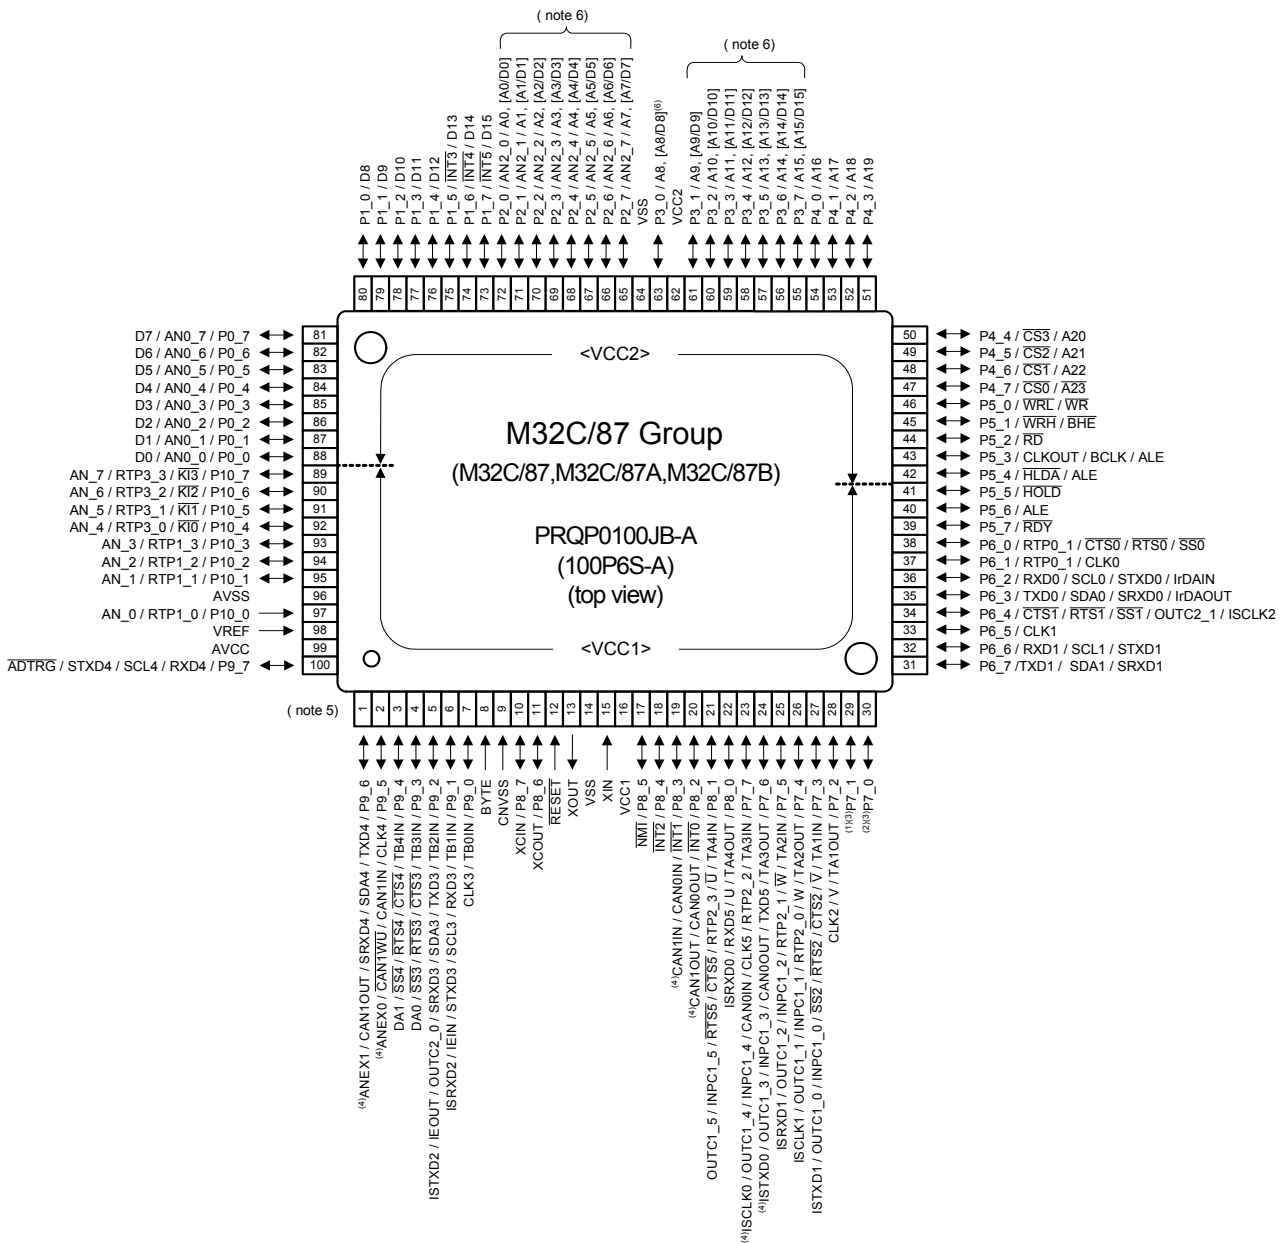 ( note 6)
( note 6)
P1_0 / D8
P1_1 / D9
P1_2 / D10
P1_3 / D11
P1_4 / D12
P1_5 / INT3 / D13
P1_6 / INT4 / D14
P1_7 / INT5 / D15
P2_0 / AN2_0 / A0, [A0/D0]
P2_1 / AN2_1 / A1, [A1/D1]
P2_2 / AN2_2 / A2, [A2/D2]
P2_3 / AN2_3 / A3, [A3/D3]
P2_4 / AN2_4 / A4, [A4/D4]
P2_5 / AN2_5 / A5, [A5/D5]
P2_6 / AN2_6 / A6, [A6/D6]
P2_7 / AN2_7 / A7, [A7/D7]
VSS
P3_0 / A8, [A8/D8](6)
VCC2
P3_1 / A9, [A9/D9]
P3_2 / A10, [A10/D10]
P3_3 / A11, [A11/D11]
P3_4 / A12, [A12/D12]
P3_5 / A13, [A13/D13]
P3_6 / A14, [A14/D14]
P3_7 / A15, [A15/D15]
P4_0 / A16
P4_1 / A17
P4_2 / A18
P4_3 / A19
80 79 78 77 76 75 74 73 72 71 70 69 68 67 66 65 64 63 62 61 60 59 58 57 56 55 54 53 52 51
D7 / AN0_7 / P0_7 81
D6 / AN0_6 / P0_6 82
D5 / AN0_5 / P0_5 83
D4 / AN0_4 / P0_4 84
D3 / AN0_3 / P0_3 85
D2 / AN0_2 / P0_2 86
D1 / AN0_1 / P0_1 87
D0 / AN0_0 / P0_0 88
AN_7 / RTP3_3 / KI3 / P10_7 89
AN_6 / RTP3_2 / KI2 / P10_6 90
AN_5 / RTP3_1 / KI1 / P10_5 91
AN_4 / RTP3_0 / KI0 / P10_4 92
AN_3 / RTP1_3 / P10_3 93
AN_2 / RTP1_2 / P10_2 94
AN_1 / RTP1_1 / P10_1 95
AVSS 96
AN_0 / RTP1_0 / P10_0 97
VREF 98
AVCC 99
ADTRG / STXD4 / SCL4 / RXD4 / P9_7 100
<VCC2>
M32C/87 Group
(M32C/87,M32C/87A,M32C/87B)
PRQP0100JB-A
(100P6S-A)
(top view)
<VCC1>
50 P4_4 / CS3 / A20
49 P4_5 / CS2 / A21
48 P4_6 / CS1 / A22
47 P4_7 / CS0 / A23
46 P5_0 / WRL / WR
45 P5_1 / WRH / BHE
44 P5_2 / RD
43 P5_3 / CLKOUT / BCLK / ALE
42 P5_4 / HLDA / ALE
41 P5_5 / HOLD
40 P5_6 / ALE
39 P5_7 / RDY
38 P6_0 / RTP0_1 / CTS0 / RTS0 / SS0
37 P6_1 / RTP0_1 / CLK0
36 P6_2 / RXD0 / SCL0 / STXD0 / IrDAIN
35 P6_3 / TXD0 / SDA0 / SRXD0 / IrDAOUT
34 P6_4 / CTS1 / RTS1 / SS1 / OUTC2_1 / ISCLK2
33 P6_5 / CLK1
32 P6_6 / RXD1 / SCL1 / STXD1
31 P6_7 /TXD1 / SDA1 / SRXD1
( note 5)
1 2 3 4 5 6 7 8 9 10 11 12 13 14 15 16 17 18 19 20 21 22 23 24 25 26 27 28 29 30
(4)ANEX1 / CAN1OUT / SRXD4 / SDA4 / TXD4 / P9_6
(4)ANEX0 / CAN1WU / CAN1IN / CLK4 / P9_5
DA1 / SS4 / RTS4 / CTS4 / TB4IN / P9_4
DA0 / SS3 / RTS3 / CTS3 / TB3IN / P9_3
ISTXD2 / IEOUT / OUTC2_0 / SRXD3 / SDA3 / TXD3 / TB2IN / P9_2
ISRXD2 / IEIN / STXD3 / SCL3 / RXD3 / TB1IN / P9_1
CLK3 / TB0IN / P9_0
BYTE
CNVSS
XCIN / P8_7
XCOUT / P8_6
RESET
XOUT
VSS
XIN
VCC1
NMI / P8_5
INT2 / P8_4
(4)CAN1IN / CAN0IN / INT1 / P8_3
(4)CAN1OUT / CAN0OUT / INT0 / P8_2
OUTC1_5 / INPC1_5 / RTS5 / CTS5 / RTP2_3 / U / TA4IN / P8_1
ISRXD0 / RXD5 / U / TA4OUT / P8_0
(4)ISCLK0 / OUTC1_4 / INPC1_4 / CAN0IN / CLK5 / RTP2_2 / TA3IN / P7_7
(4)ISTXD0 / OUTC1_3 / INPC1_3 / CAN0OUT / TXD5 / TA3OUT / P7_6
ISRXD1 / OUTC1_2 / INPC1_2 / RTP2_1 / W / TA2IN / P7_5
ISCLK1 / OUTC1_1 / INPC1_1 / RTP2_0 / W / TA2OUT / P7_4
ISTXD1 / OUTC1_0 / INPC1_0 / SS2 / RTS2 / CTS2 / V / TA1IN / P7_3
CLK2 / V / TA1OUT / P7_2
(1)(3)P7_1
(2)(3)P7_0